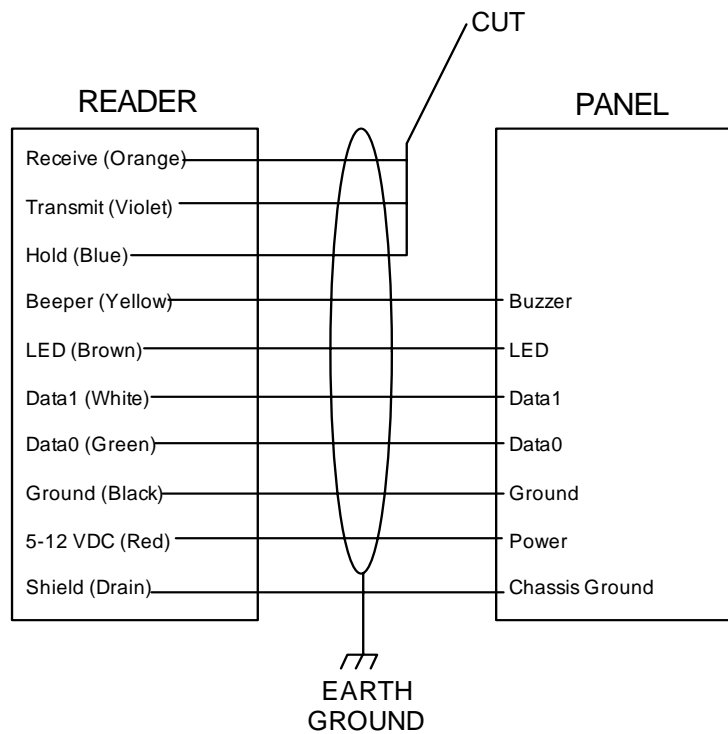 CUT
READER
PANEL
Receive (Orange)
Transmit (Violet)
Hold (Blue)
Beeper (Yellow)
Buzzer
LED (Brown)
LED
Data1 (White)
Data1
Data0 (Green)
Data0
Ground (Black)
Ground
5-12 VDC (Red)
Power
Shield (Drain)
Chassis Ground
EARTH
GROUND